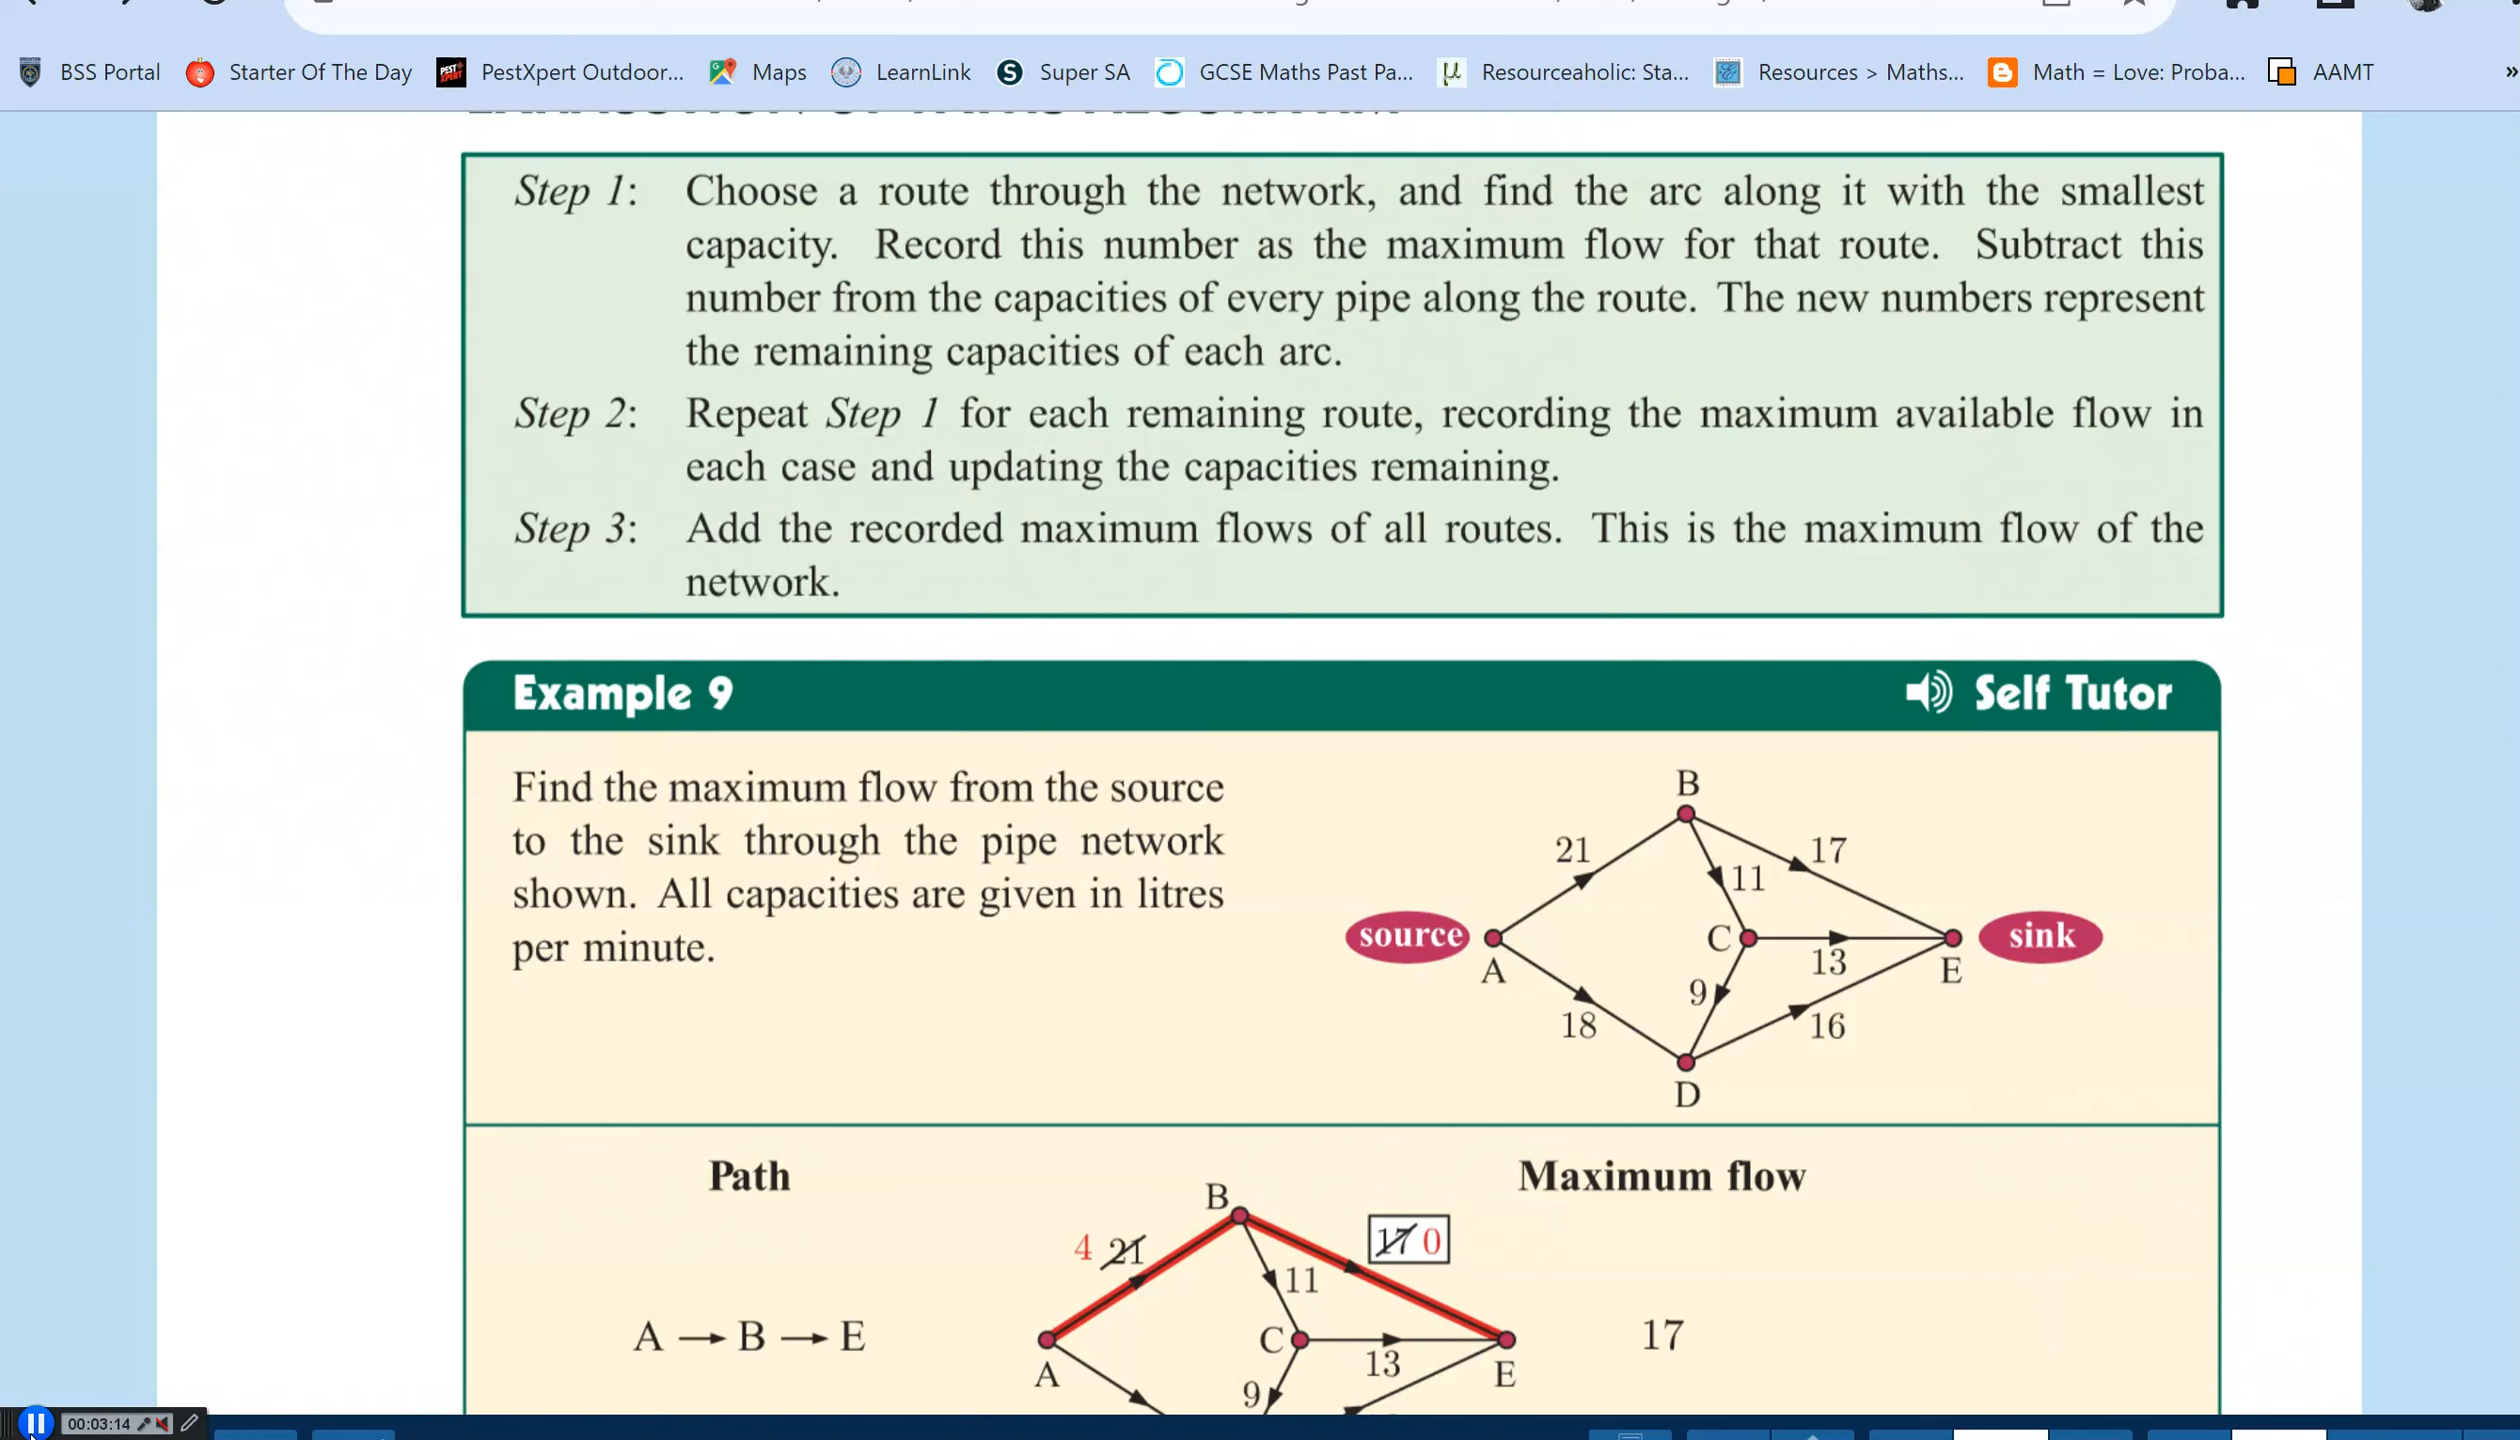 BSS Portal Starter Of The Day PestXpert Outdoor... Maps LearnLink Super SA GCSE Maths Past Pa... Resourceaholic: Sta... Resources > Maths... Math = Love: Proba... AAMT »
Step 1: Choose a route through the network, and find the arc along it with the smallest
capacity. Record this number as the maximum flow for that route. Subtract this
number from the capacities of every pipe along the route. The new numbers represent
the remaining capacities of each arc.
Step 2: Repeat Step 1 for each remaining route, recording the maximum available flow in
each case and updating the capacities remaining.
Step 3: Add the recorded maximum flows of all routes. This is the maximum flow of the
network.
Example 9 Self Tutor
Find the maximum flow from the source
to the sink through the pipe network
shown. All capacities are given in litres
per minute.
B
21 17
11
source C sink
A 13 E
9
18 16
D
Path Maximum flow
B
4 21 17 0
11
A → B → E C 17
A 13 E
9
00:03:14